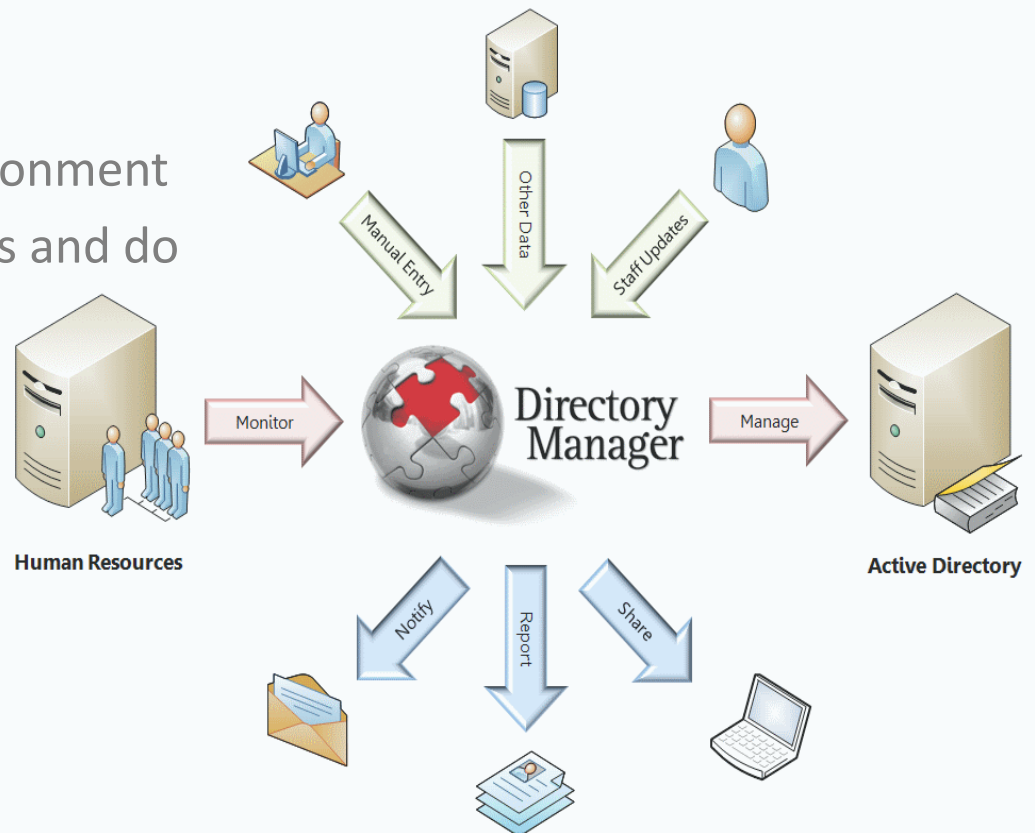 onment
s and do
Manual Entry
Other Data
Staff Updates
Monitor
Directory
Manager
Manage
Human Resources
Active Directory
Notify
Report
Share